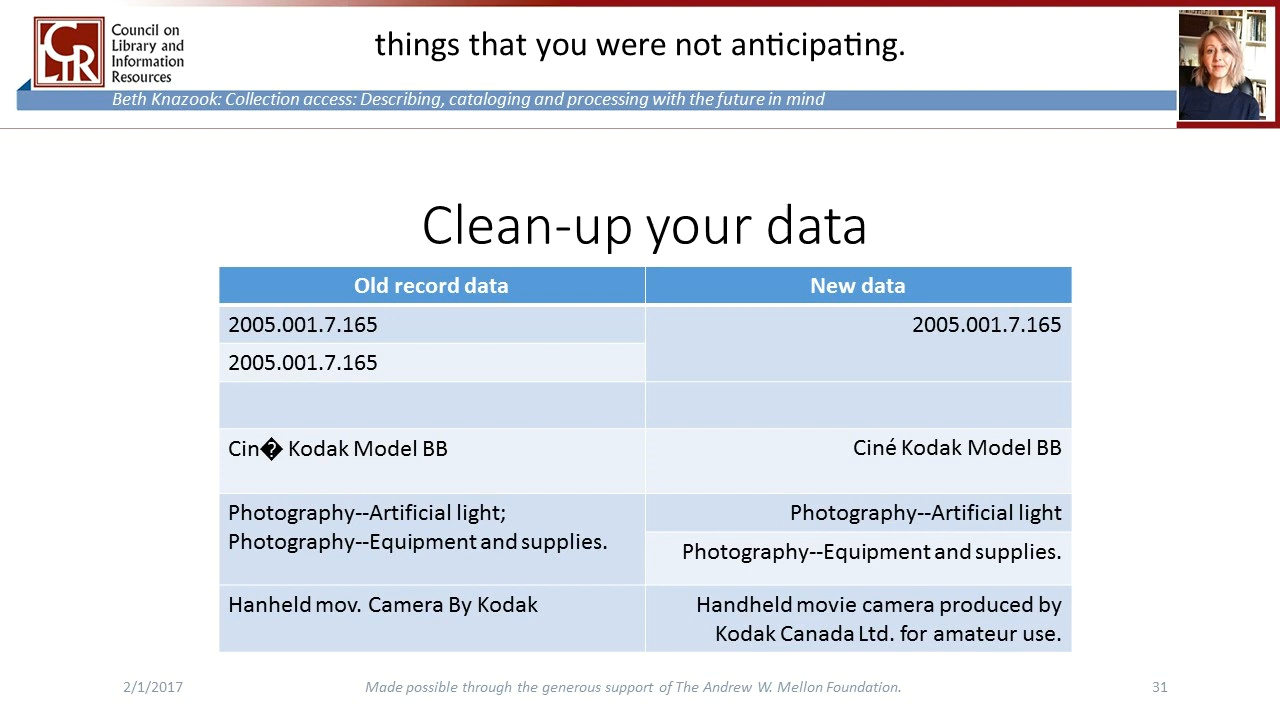 Council on
Library and
Information
Resources
CLIR
things that you were not anticipating.
Beth Knazook: Collection access: Describing, cataloging and processing with the future in mind
Clean-up your data
Old record data
New data
2005.001.7.165
2005.001.7.165
2005.001.7.165
Cin� Kodak Model BB
Ciné Kodak Model BB
Photography--Artificial light;
Photography--Equipment and supplies.
Photography--Artificial light
Photography--Equipment and supplies.
Hanheld mov. Camera By Kodak
Handheld movie camera produced by
Kodak Canada Ltd. for amateur use.
2/1/2017
Made possible through the generous support of The Andrew W. Mellon Foundation.
31